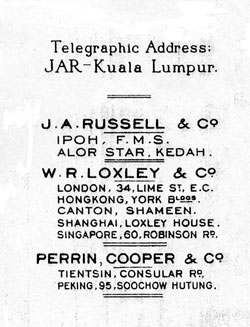 Telegraphic Address:
JAR-Kuala Lumpur.
J. A. RUSSELL & Co
IPOH, F. M. S.
ALOR STAR, KEDAH.
W. R. LOXLEY & Co
LONDON, 34, LIME ST, E.C.
HONGKONG, YORK BLDGS.
CANTON, SHAMEEN.
SHANGHAI, LOXLEY HOUSE.
SINGAPORE, 60, ROBINSON RD.
PERRIN, COOPER & Co
TIENTSIN, CONSULAR RD,
PEKING, 95, SOOCHOW HUTUNG.